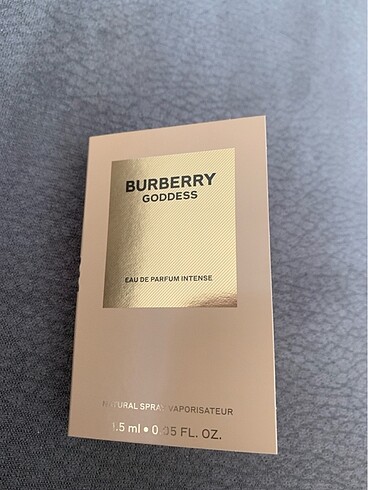 BURBERRY
GODDESS
EAU DE PARFUM INTENSE
NATURAL SPRAY VAPORISATEUR
1.5 ml • 0.05 FL. OZ.